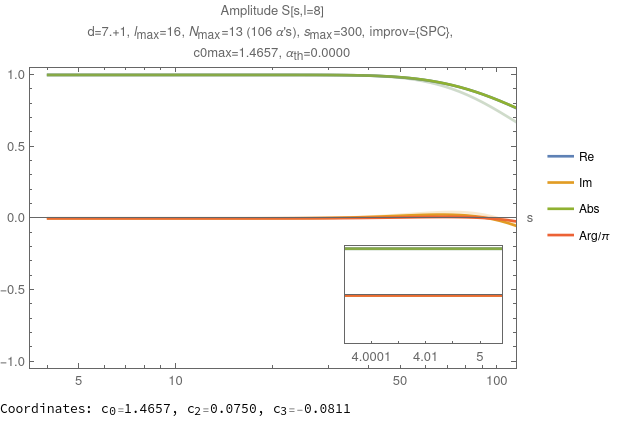 Amplitude S[s,l=8]
d=7.+1, lmax=16, Nmax=13 (106 α's), smax=300, improv={SPC},
c0max=1.4657, αth=0.0000
1.0
0.5
0.0
s
−0.5
−1.0
4.0001 4.01 5
5 10 50 100
Re
Im
Abs
Arg/π
Coordinates: c0=1.4657, c2=0.0750, c3=-0.0811